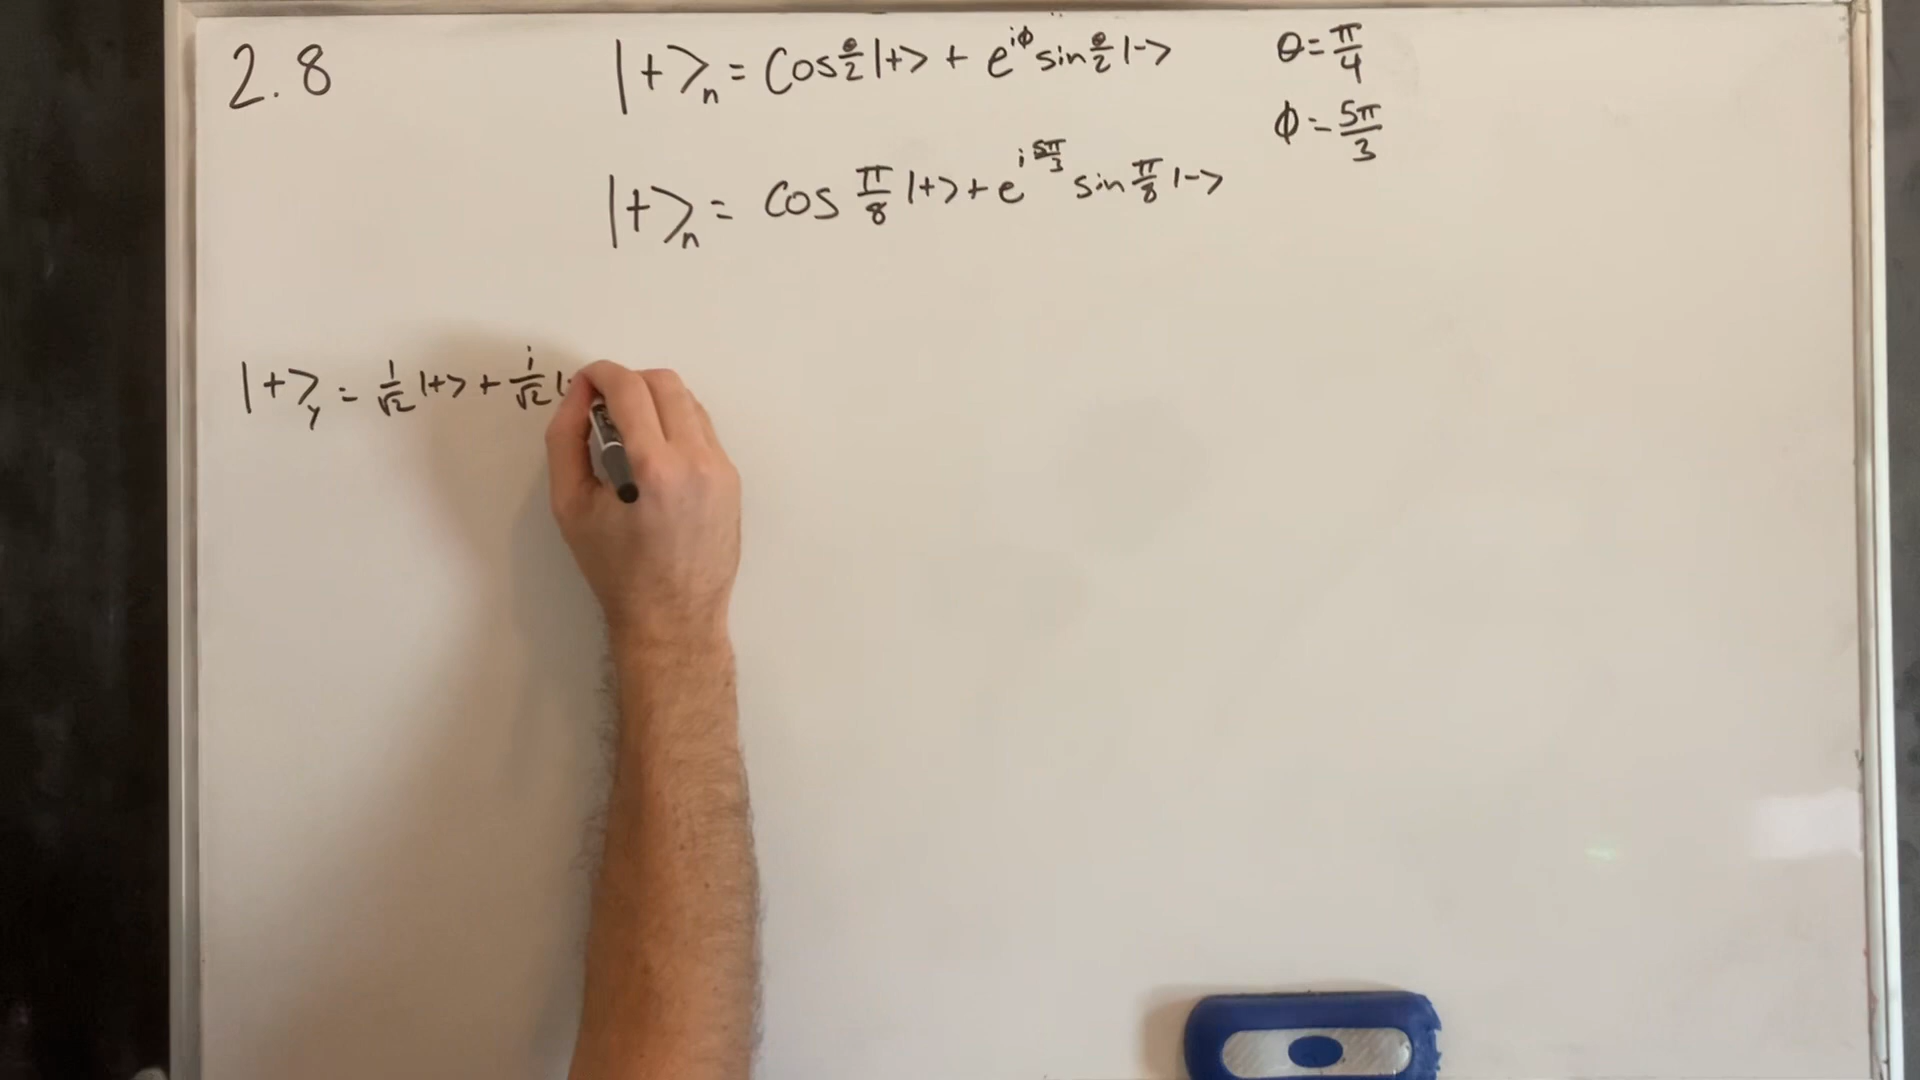 2.8
|+>ₙ = cos θ/2 |+> + e^{iϕ} sin θ/2 |->
θ = π/4
ϕ = 5π/3
|+>ₙ = cos π/8 |+> + e^{i 5π/3} sin π/8 |->
|+>ᵧ = 1/√2 |+> + i/√2 |